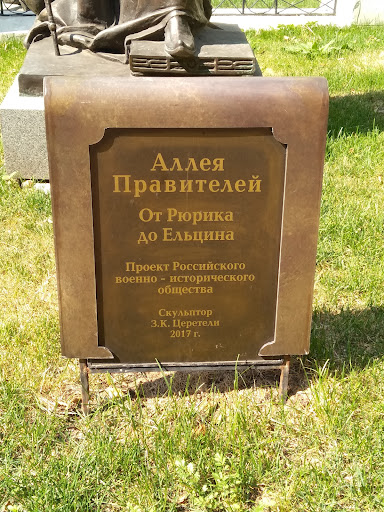 Аллея
Правителей
От Рюрика
до Ельцина
Проект Российского
военно - исторического
общества
Скульптор
З.К. Церетели
2017 г.